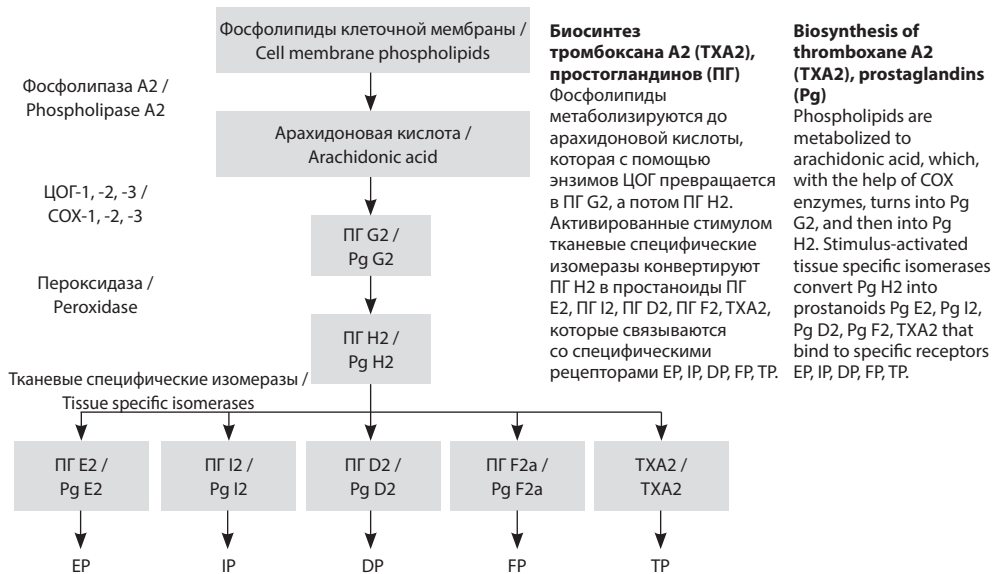 Фосфолипиды клеточной мембраны /
Cell membrane phospholipids
Фосфолипаза A2 /
Phospholipase A2
Арахидоновая кислота /
Arachidonic acid
ЦОГ-1, -2, -3 /
COX-1, -2, -3
ПГ G2 /
Pg G2
Пероксидаза /
Peroxidase
ПГ H2 /
Pg H2
Тканевые специфические изомеразы /
Tissue specific isomerases
ПГ E2 /
Pg E2
ПГ I2 /
Pg I2
ПГ D2 /
Pg D2
ПГ F2a /
Pg F2a
TXA2 /
TXA2
EP
IP
DP
FP
TP
Биосинтез
тромбоксана А2 (TXA2),
простогландинов (ПГ)
Фосфолипиды
метаболизируются до
арахидоновой кислоты,
которая с помощью
энзимов ЦОГ превращается
в ПГ G2, а потом ПГ H2.
Активированные стимулом
тканевые специфические
изомеразы конвертируют
ПГ H2 в простаноиды ПГ
E2, ПГ I2, ПГ D2, ПГ F2, TXA2,
которые связываются
со специфическими
рецепторами EP, IP, DP, FP, TP.
Biosynthesis of
thromboxane A2
(TXA2), prostaglandins
(Pg)
Phospholipids are
metabolized to
arachidonic acid, which,
with the help of COX
enzymes, turns into Pg
G2, and then into Pg
H2. Stimulus-activated
tissue specific isomerases
convert Pg H2 into
prostanoids Pg E2, Pg I2,
Pg D2, Pg F2, TXA2 that
bind to specific receptors
EP, IP, DP, FP, TP.